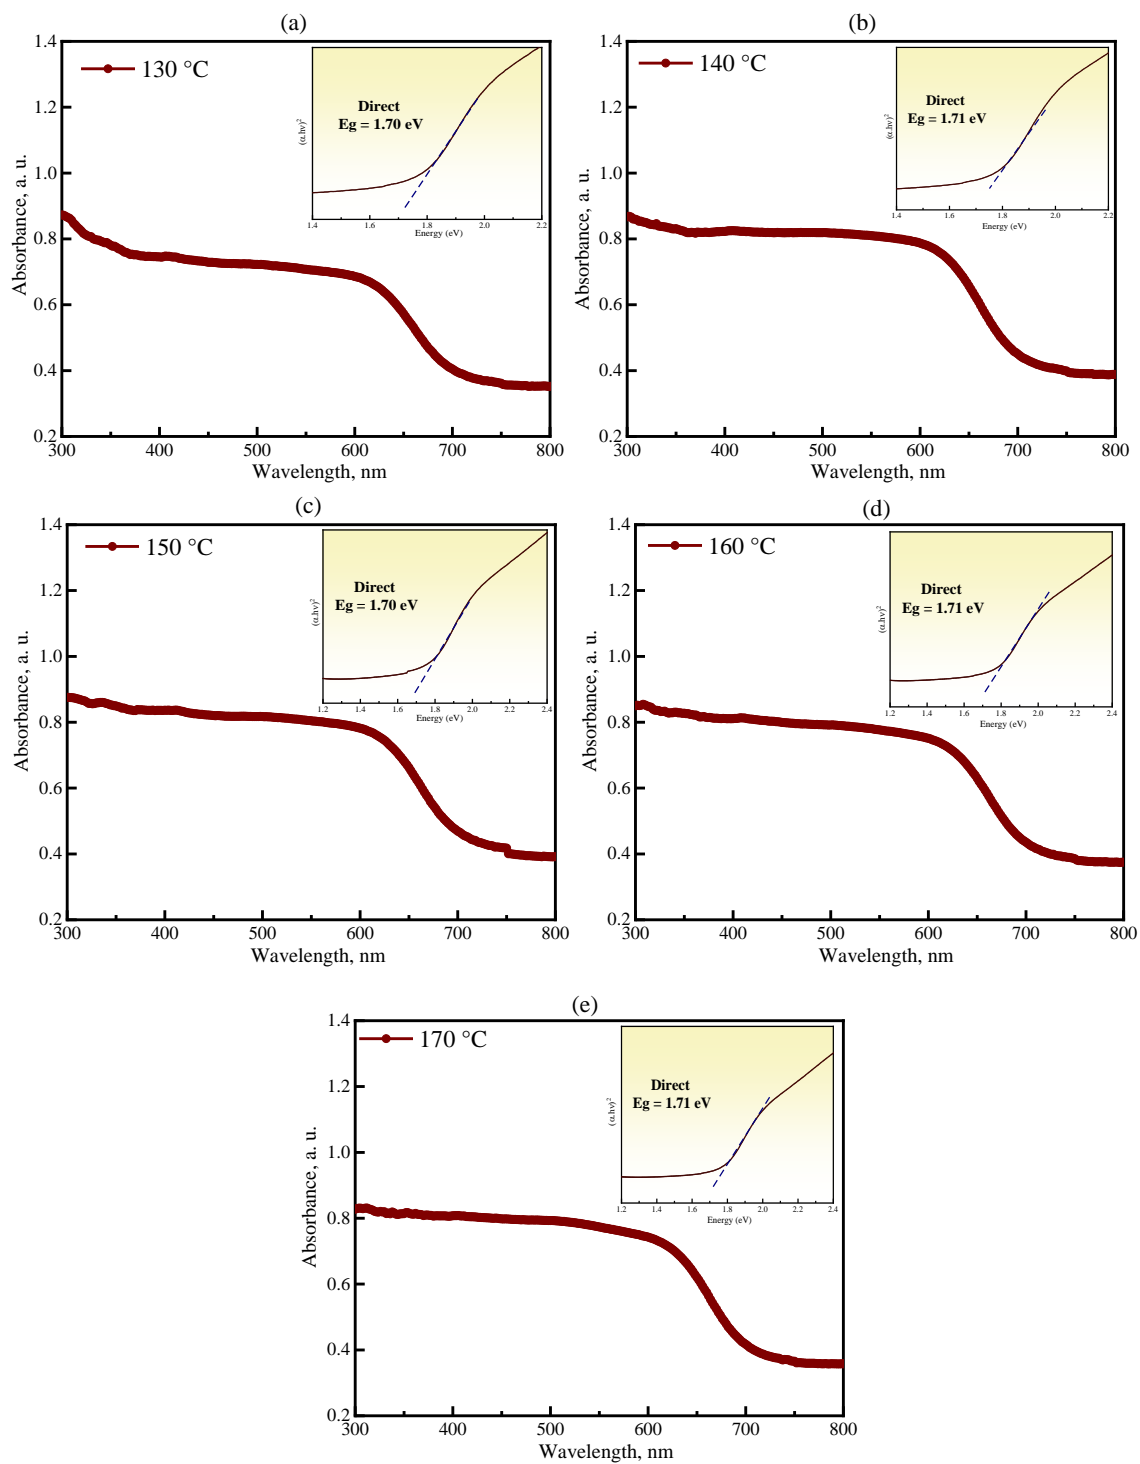 (a)
1.4
1.2
1.0
0.8
0.6
0.4
0.2
Absorbance, a. u.
130 °C
Direct
Eg = 1.70 eV
(α.hν)²
1.4 1.6 1.8 2.0 2.2
Energy (eV)
300 400 500 600 700 800
Wavelength, nm
(b)
1.4
1.2
1.0
0.8
0.6
0.4
0.2
Absorbance, a. u.
140 °C
Direct
Eg = 1.71 eV
(α.hν)²
1.4 1.6 1.8 2.0 2.2
Energy (eV)
300 400 500 600 700 800
Wavelength, nm
(c)
1.4
1.2
1.0
0.8
0.6
0.4
0.2
Absorbance, a. u.
150 °C
Direct
Eg = 1.70 eV
(α.hν)²
1.2 1.4 1.6 1.8 2.0 2.2 2.4
Energy (eV)
300 400 500 600 700 800
Wavelength, nm
(d)
1.4
1.2
1.0
0.8
0.6
0.4
0.2
Absorbance, a. u.
160 °C
Direct
Eg = 1.71 eV
(α.hν)²
1.2 1.4 1.6 1.8 2.0 2.2 2.4
Energy (eV)
300 400 500 600 700 800
Wavelength, nm
(e)
1.4
1.2
1.0
0.8
0.6
0.4
0.2
Absorbance, a. u.
170 °C
Direct
Eg = 1.71 eV
(α.hν)²
1.2 1.4 1.6 1.8 2.0 2.2 2.4
Energy (eV)
300 400 500 600 700 800
Wavelength, nm